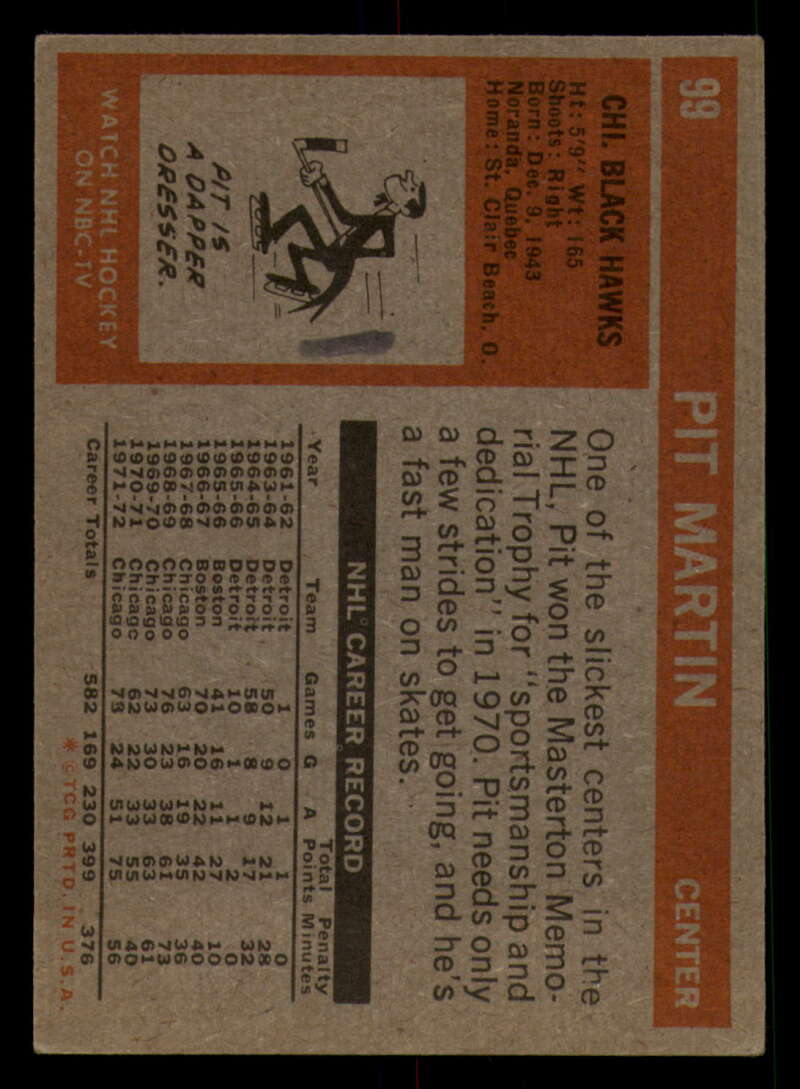 99 PIT MARTIN CENTER
CHI. BLACK HAWKS
Ht: 5'9" Wt: 165
Shoots: Right
Born: Dec. 9, 1943
Noranda, Quebec
Home: St. Clair Beach, O.
PIT IS
A DAPPER
DRESSER.
WATCH NHL HOCKEY
ON NBC-TV
One of the slickest centers in the
NHL, Pit won the Masterton Memo-
rial Trophy for "sportsmanship and
dedication" in 1970. Pit needs only
a few strides to get going, and he's
a fast man on skates.
NHL CAREER RECORD
Total Penalty
Year Team Games G A Points Minutes
1961-62 Detroit 1 0 1 1 0
1963-64 Detroit 50 9 12 21 28
1964-65 Detroit 58 8 9 17 32
1965-66 Detroit 10 1 1 2 0
1965-66 Boston 41 16 11 27 10
1966-67 Boston 70 20 22 42 40
1967-68 Chicago 63 16 19 35 36
1968-69 Chicago 76 23 38 61 73
1969-70 Chicago 73 30 33 63 61
1970-71 Chicago 62 22 33 55 40
1971-72 Chicago 78 24 51 75 56
Career Totals 582 169 230 399 376
* © TCG PRTD. IN U.S.A.